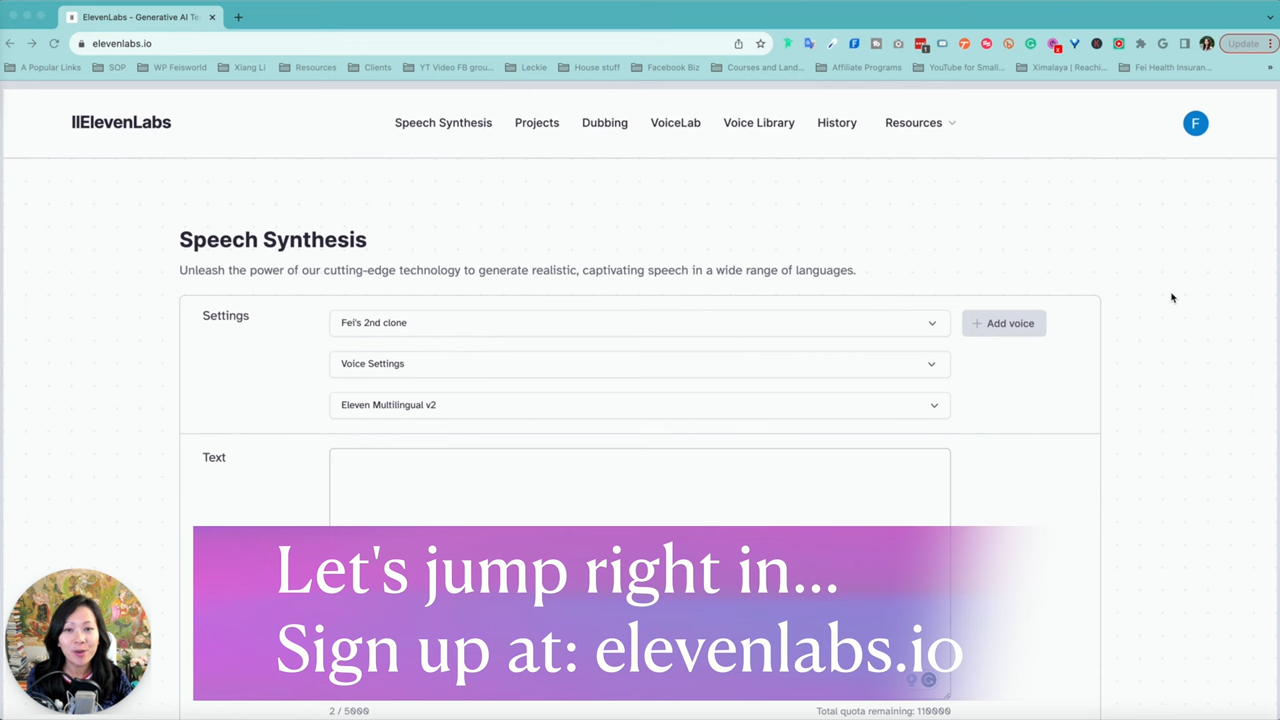 ElevenLabs - Generative AI Te
elevenlabs.io
Update
A Popular Links
SOP
WP Feisworld
Xiang Li
Resources
Clients
YT Video FB grou...
Leckie
House stuff
Facebook Biz
Courses and Land...
Affiliate Programs
YouTube for Small...
Ximalaya | Reachi...
Fei Health Insuran...
»
IIElevenLabs
Speech Synthesis
Projects
Dubbing
VoiceLab
Voice Library
History
Resources
F
Speech Synthesis
Unleash the power of our cutting-edge technology to generate realistic, captivating speech in a wide range of languages.
Settings
Fei's 2nd clone
+ Add voice
Voice Settings
Eleven Multilingual v2
Text
Let's jump right in...
Sign up at: elevenlabs.io
2 / 5000
Total quota remaining: 110000